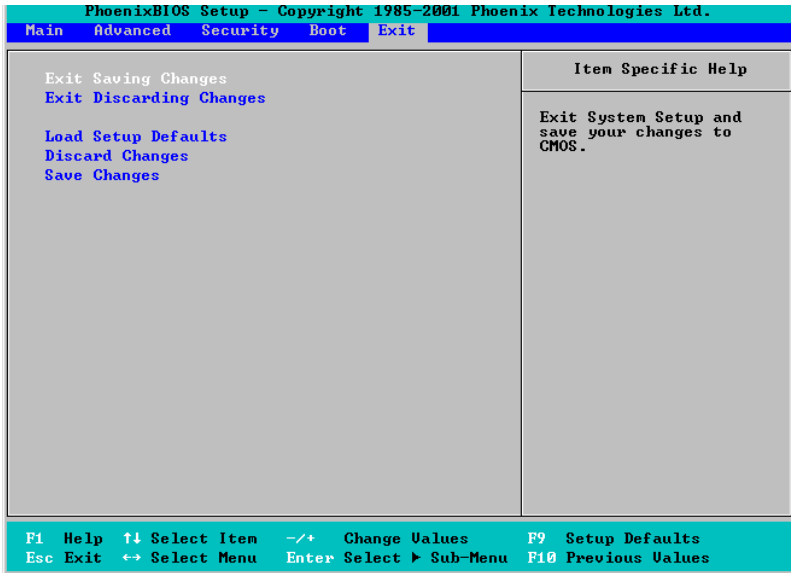 PhoenixBIOS Setup – Copyright 1985-2001 Phoenix Technologies Ltd.
Main Advanced Security Boot Exit
Exit Saving Changes
Exit Discarding Changes
Load Setup Defaults
Discard Changes
Save Changes
Item Specific Help
Exit System Setup and
save your changes to
CMOS.
F1 Help ↑↓ Select Item -/+ Change Values F9 Setup Defaults
Esc Exit ↔ Select Menu Enter Select ▶ Sub-Menu F10 Previous Values